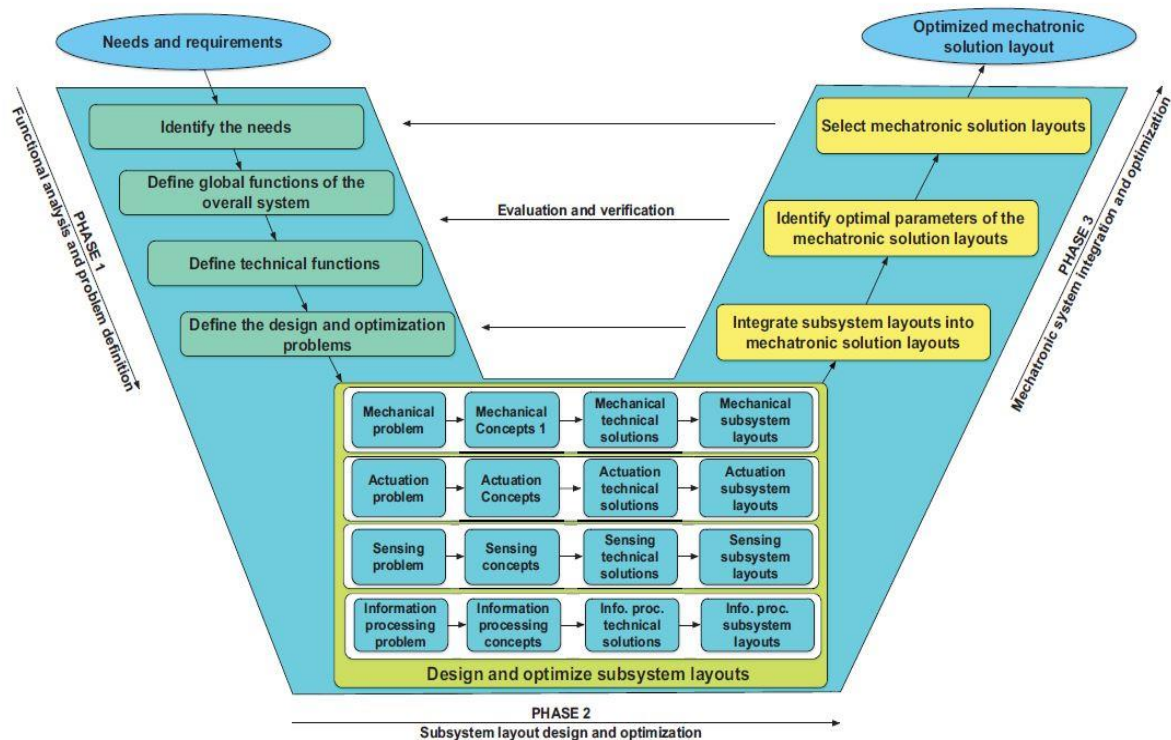 Needs and requirements
Optimized mechatronic
solution layout
PHASE 1
Functional analysis and problem definition
Identify the needs
Define global functions of the
overall system
Define technical functions
Define the design and optimization
problems
Evaluation and verification
Select mechatronic solution layouts
Identify optimal parameters of the
mechatronic solution layouts
Integrate subsystem layouts into
mechatronic solution layouts
PHASE 3
Mechatronic system integration and optimization
Mechanical
problem
Mechanical
Concepts 1
Mechanical
technical
solutions
Mechanical
subsystem
layouts
Actuation
problem
Actuation
Concepts
Actuation
technical
solutions
Actuation
subsystem
layouts
Sensing
problem
Sensing
concepts
Sensing
technical
solutions
Sensing
subsystem
layouts
Information
processing
problem
Information
processing
concepts
Info. proc.
technical
solutions
Info. proc.
subsystem
layouts
Design and optimize subsystem layouts
PHASE 2
Subsystem layout design and optimization